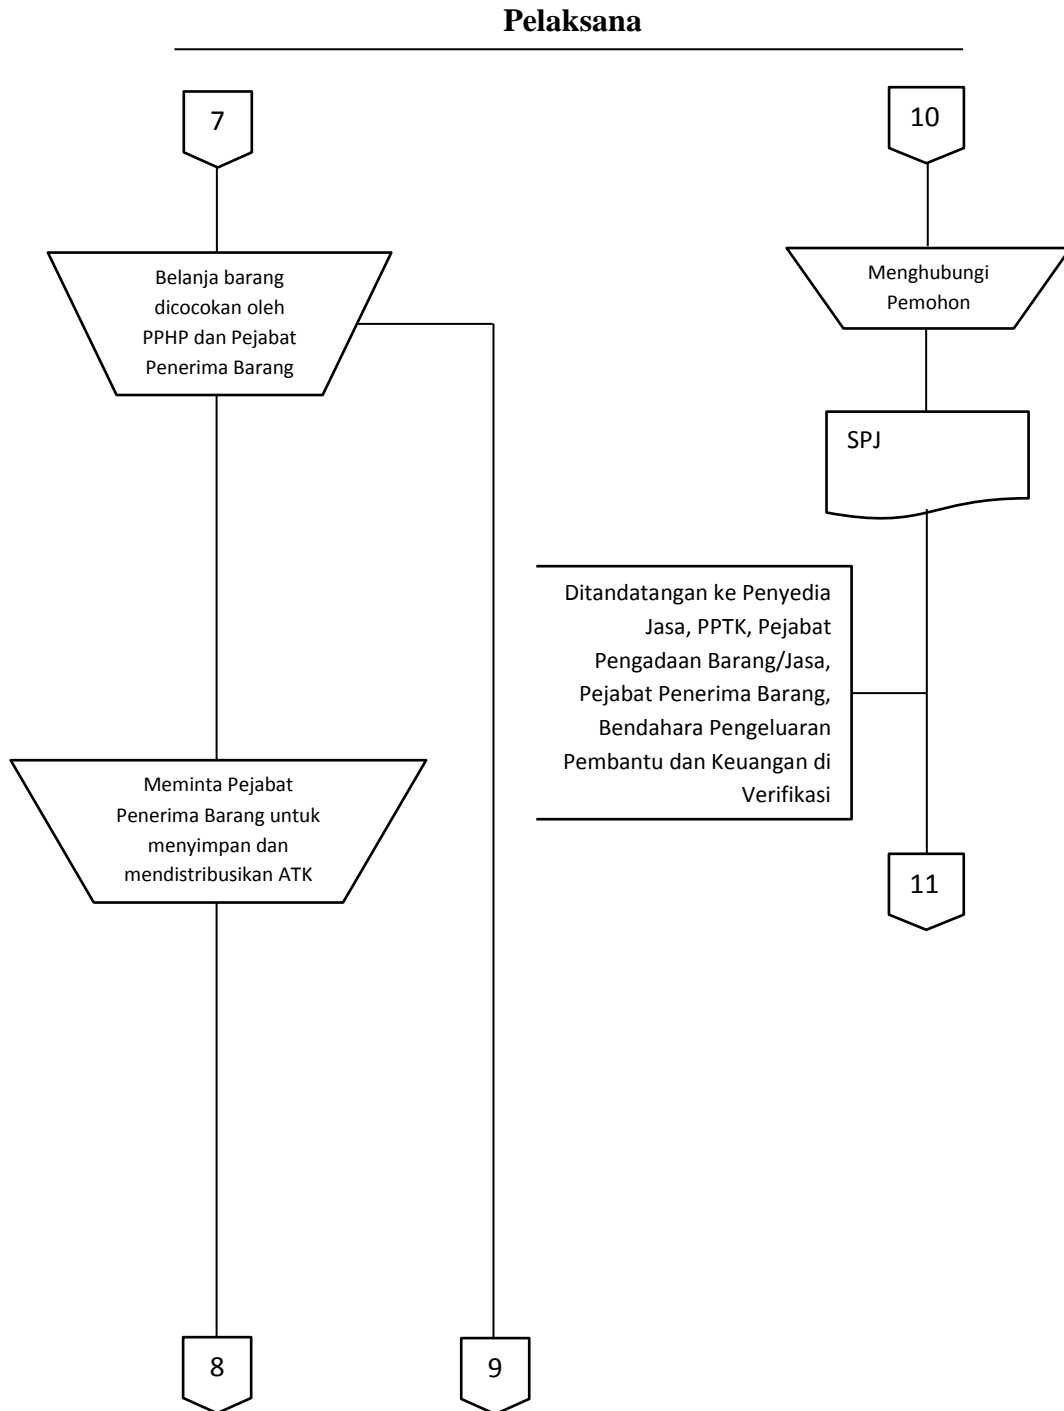 Pelaksana
7
Belanja barang
dicocokan oleh
PPHP dan Pejabat
Penerima Barang
Meminta Pejabat
Penerima Barang untuk
menyimpan dan
mendistribusikan ATK
8
9
10
Menghubungi
Pemohon
SPJ
Ditandatangan ke Penyedia
Jasa, PPTK, Pejabat
Pengadaan Barang/Jasa,
Pejabat Penerima Barang,
Bendahara Pengeluaran
Pembantu dan Keuangan di
Verifikasi
11